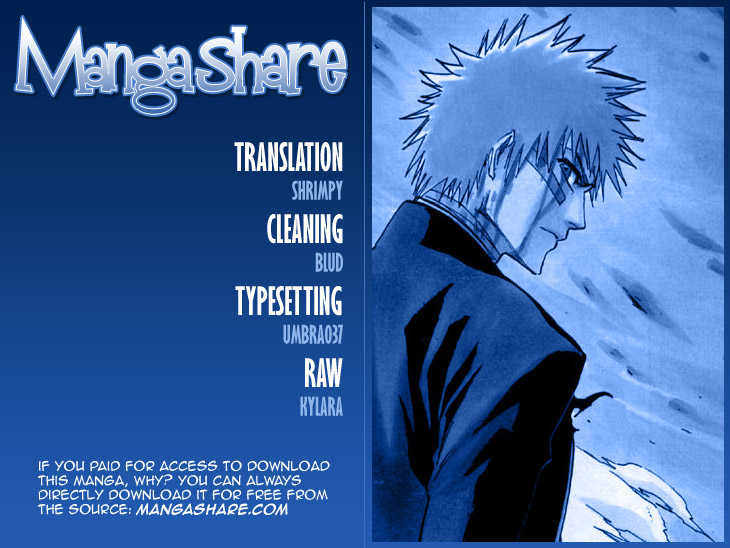 MangaShare
TRANSLATION
SHRIMPY
CLEANING
BLUD
TYPESETTING
UMBRA037
RAW
KYLARA
IF YOU PAID FOR ACCESS TO DOWNLOAD
THIS MANGA, WHY? YOU CAN ALWAYS
DIRECTLY DOWNLOAD IT FOR FREE FROM
THE SOURCE: MANGASHARE.COM